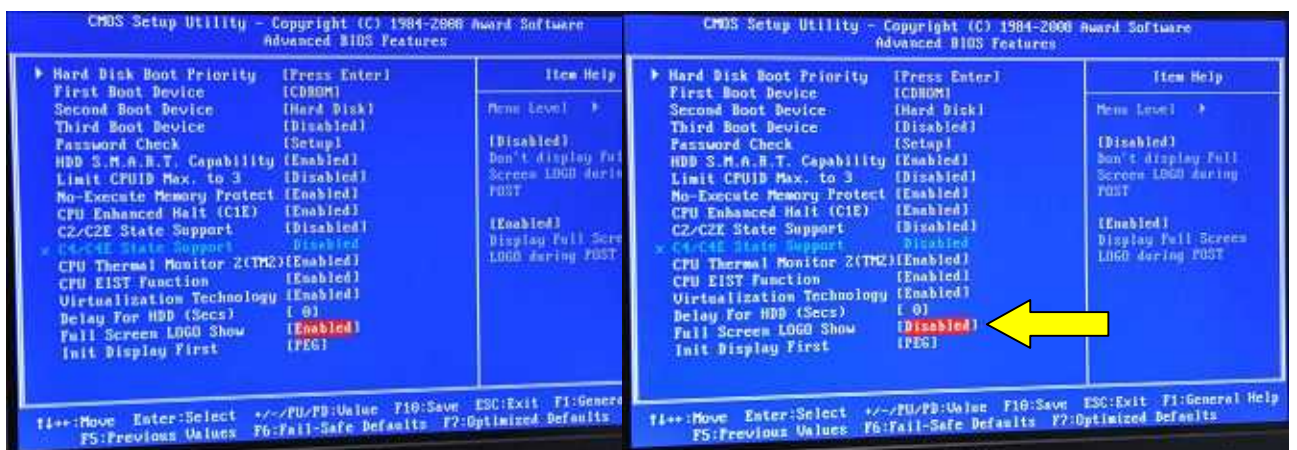 CMOS Setup Utility - Copyright (C) 1984-2008 Award Software
Advanced BIOS Features
Hard Disk Boot Priority [Press Enter]
First Boot Device [CDROM]
Second Boot Device [Hard Disk]
Third Boot Device [Disabled]
Password Check [Setup]
HDD S.M.A.R.T. Capability [Enabled]
Limit CPUID Max. to 3 [Disabled]
No-Execute Memory Protect [Enabled]
CPU Enhanced Halt (C1E) [Enabled]
C2/C2E State Support [Disabled]
x C4/C4E State Support Disabled
CPU Thermal Monitor 2(TM2)[Enabled]
CPU EIST Function [Enabled]
Virtualization Technology [Enabled]
Delay For HDD (Secs) [ 0]
Full Screen LOGO Show [Enabled]
Init Display First [PEG]
Item Help
Menu Level
[Disabled]
Don't display Ful
Screen LOGO durin
POST
[Enabled]
Display Full Scre
LOGO during POST
↑↓→←:Move Enter:Select +/-/PU/PD:Value F10:Save ESC:Exit F1:Genera
F5:Previous Values F6:Fail-Safe Defaults F7:Optimized Defaults
CMOS Setup Utility - Copyright (C) 1984-2008 Award Software
Advanced BIOS Features
Hard Disk Boot Priority [Press Enter]
First Boot Device [CDROM]
Second Boot Device [Hard Disk]
Third Boot Device [Disabled]
Password Check [Setup]
HDD S.M.A.R.T. Capability [Enabled]
Limit CPUID Max. to 3 [Disabled]
No-Execute Memory Protect [Enabled]
CPU Enhanced Halt (C1E) [Enabled]
C2/C2E State Support [Disabled]
x C4/C4E State Support Disabled
CPU Thermal Monitor 2(TM2)[Enabled]
CPU EIST Function [Enabled]
Virtualization Technology [Enabled]
Delay For HDD (Secs) [ 0]
Full Screen LOGO Show [Disabled]
Init Display First [PEG]
Item Help
Menu Level
[Disabled]
Don't display Full
Screen LOGO during
POST
[Enabled]
Display Full Screen
LOGO during POST
↑↓→←:Move Enter:Select +/-/PU/PD:Value F10:Save ESC:Exit F1:General Help
F5:Previous Values F6:Fail-Safe Defaults F7:Optimized Defaults